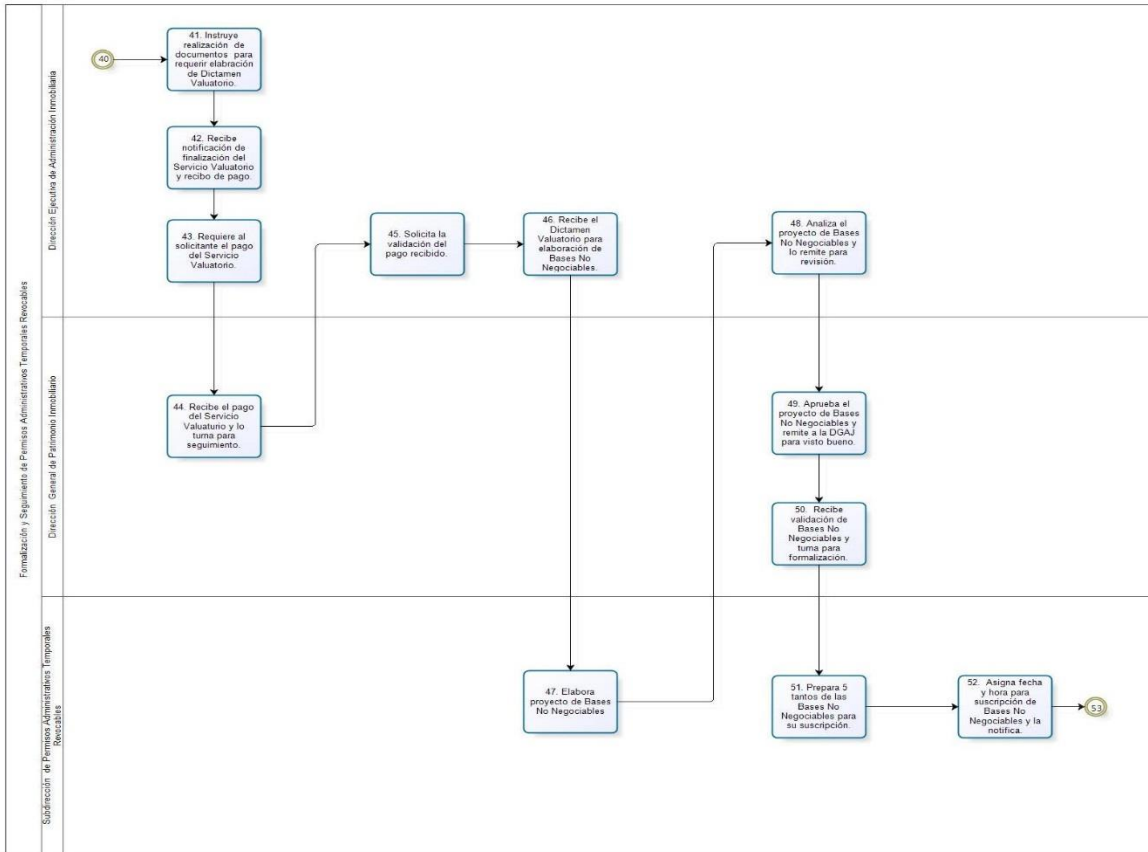 Formalización y Seguimiento de Permisos Administrativos Temporales Revocables
Dirección Ejecutiva de Administración Inmobiliaria
40
41. Instruye
realización de
documentos para
requerir elabración
de Dictamen
Valuatorio.
42. Recibe
notificación de
finalización del
Servicio Valuatorio
y recibo de pago.
43. Requiere al
solicitante el pago
del Servicio
Valuatorio.
45. Solicita la
validación del
pago recibido.
46. Recibe el
Dictamen
Valuatorio para
elaboración de
Bases No
Negociables.
48. Analiza el
proyecto de Bases
No Negociables y
lo remite para
revisión.
Dirección General de Patrimonio Inmobiliario
44. Recibe el pago
del Servicio
Valuaturio y lo
turna para
seguimiento.
49. Aprueba el
proyecto de Bases
No Negociables y
remite a la DGAJ
para visto bueno.
50. Recibe
validación de
Bases No
Negociables y
turna para
formalización.
Subdirección de Permisos Administrativos Temporales
Revocables
47. Elabora
proyecto de Bases
No Negociables
51. Prepara 5
tantos de las
Bases No
Negociables para
su suscripción.
52. Asigna fecha
y hora para
suscripción de
Bases No
Negociables y la
notifica.
53